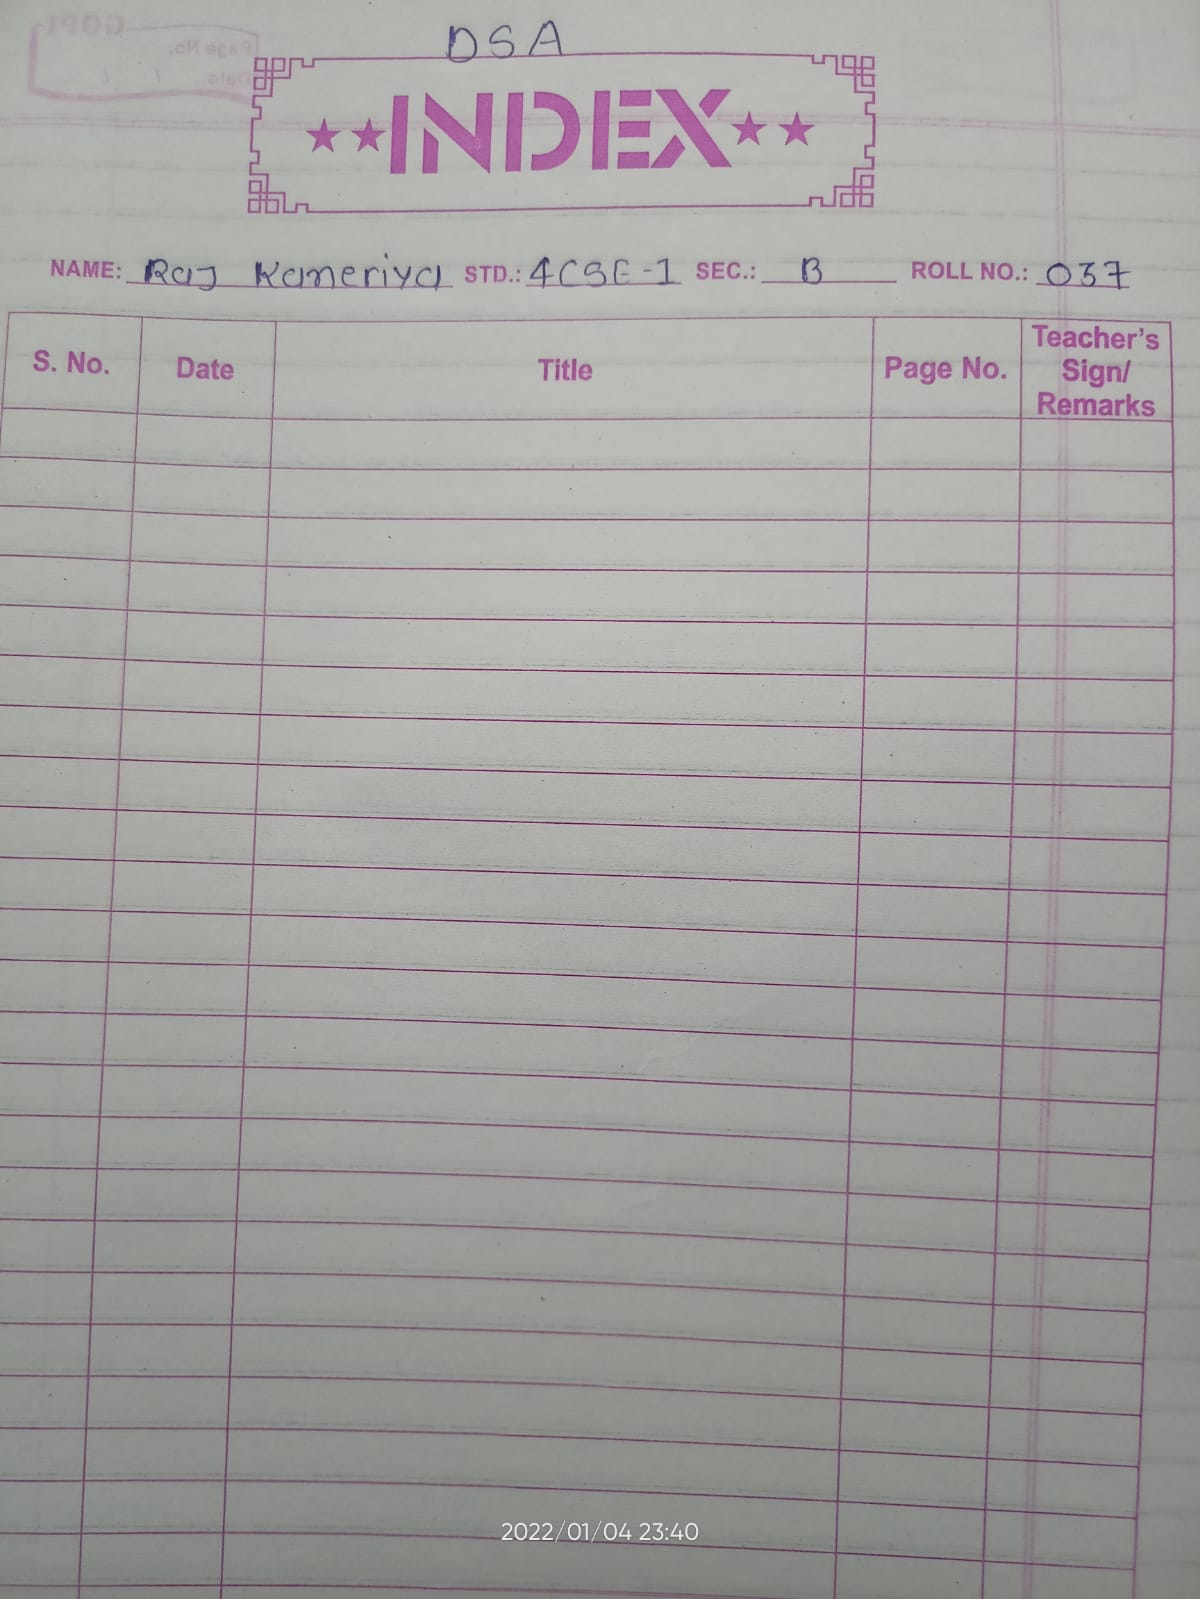 DSA
INDEX
NAME: Raj Kameriya STD.: 4CSE-1 SEC.: B ROLL NO.: 037
S. No. Date Title Page No. Teacher's Sign/ Remarks
2022/01/04 23:40